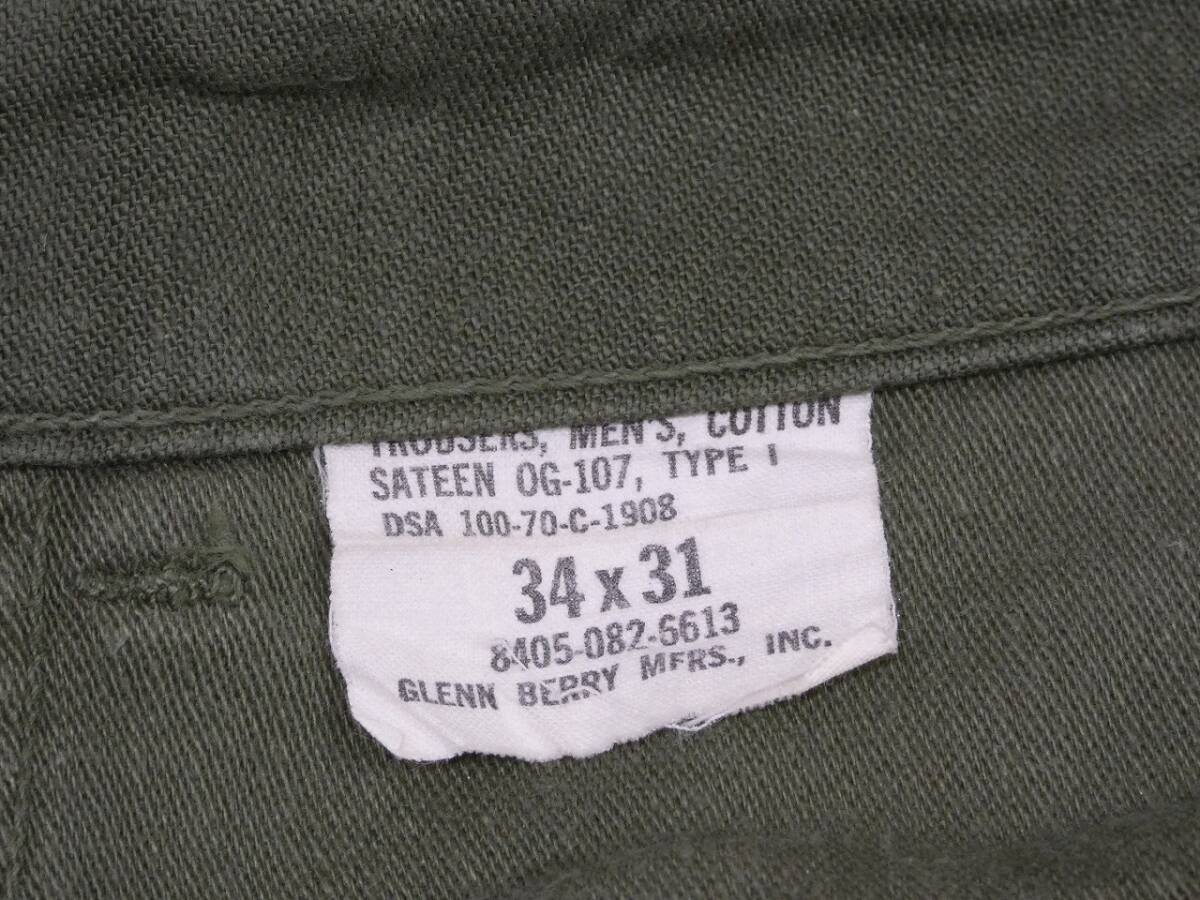 TROUSERS, MEN'S, COTTON
SATEEN OG-107, TYPE I
DSA 100-70-C-1908
34 x 31
8405-082-6613
GLENN BERRY MFRS., INC.